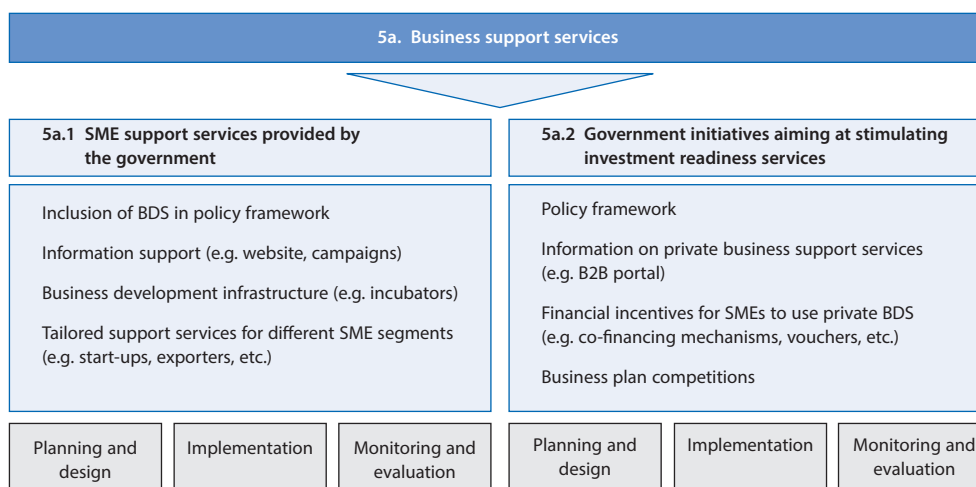 5a. Business support services
5a.1 SME support services provided by
the government
Inclusion of BDS in policy framework
Information support (e.g. website, campaigns)
Business development infrastructure (e.g. incubators)
Tailored support services for different SME segments
(e.g. start-ups, exporters, etc.)
5a.2 Government initiatives aiming at stimulating
investment readiness services
Policy framework
Information on private business support services
(e.g. B2B portal)
Financial incentives for SMEs to use private BDS
(e.g. co-financing mechanisms, vouchers, etc.)
Business plan competitions
Planning and
design
Implementation
Monitoring and
evaluation
Planning and
design
Implementation
Monitoring and
evaluation